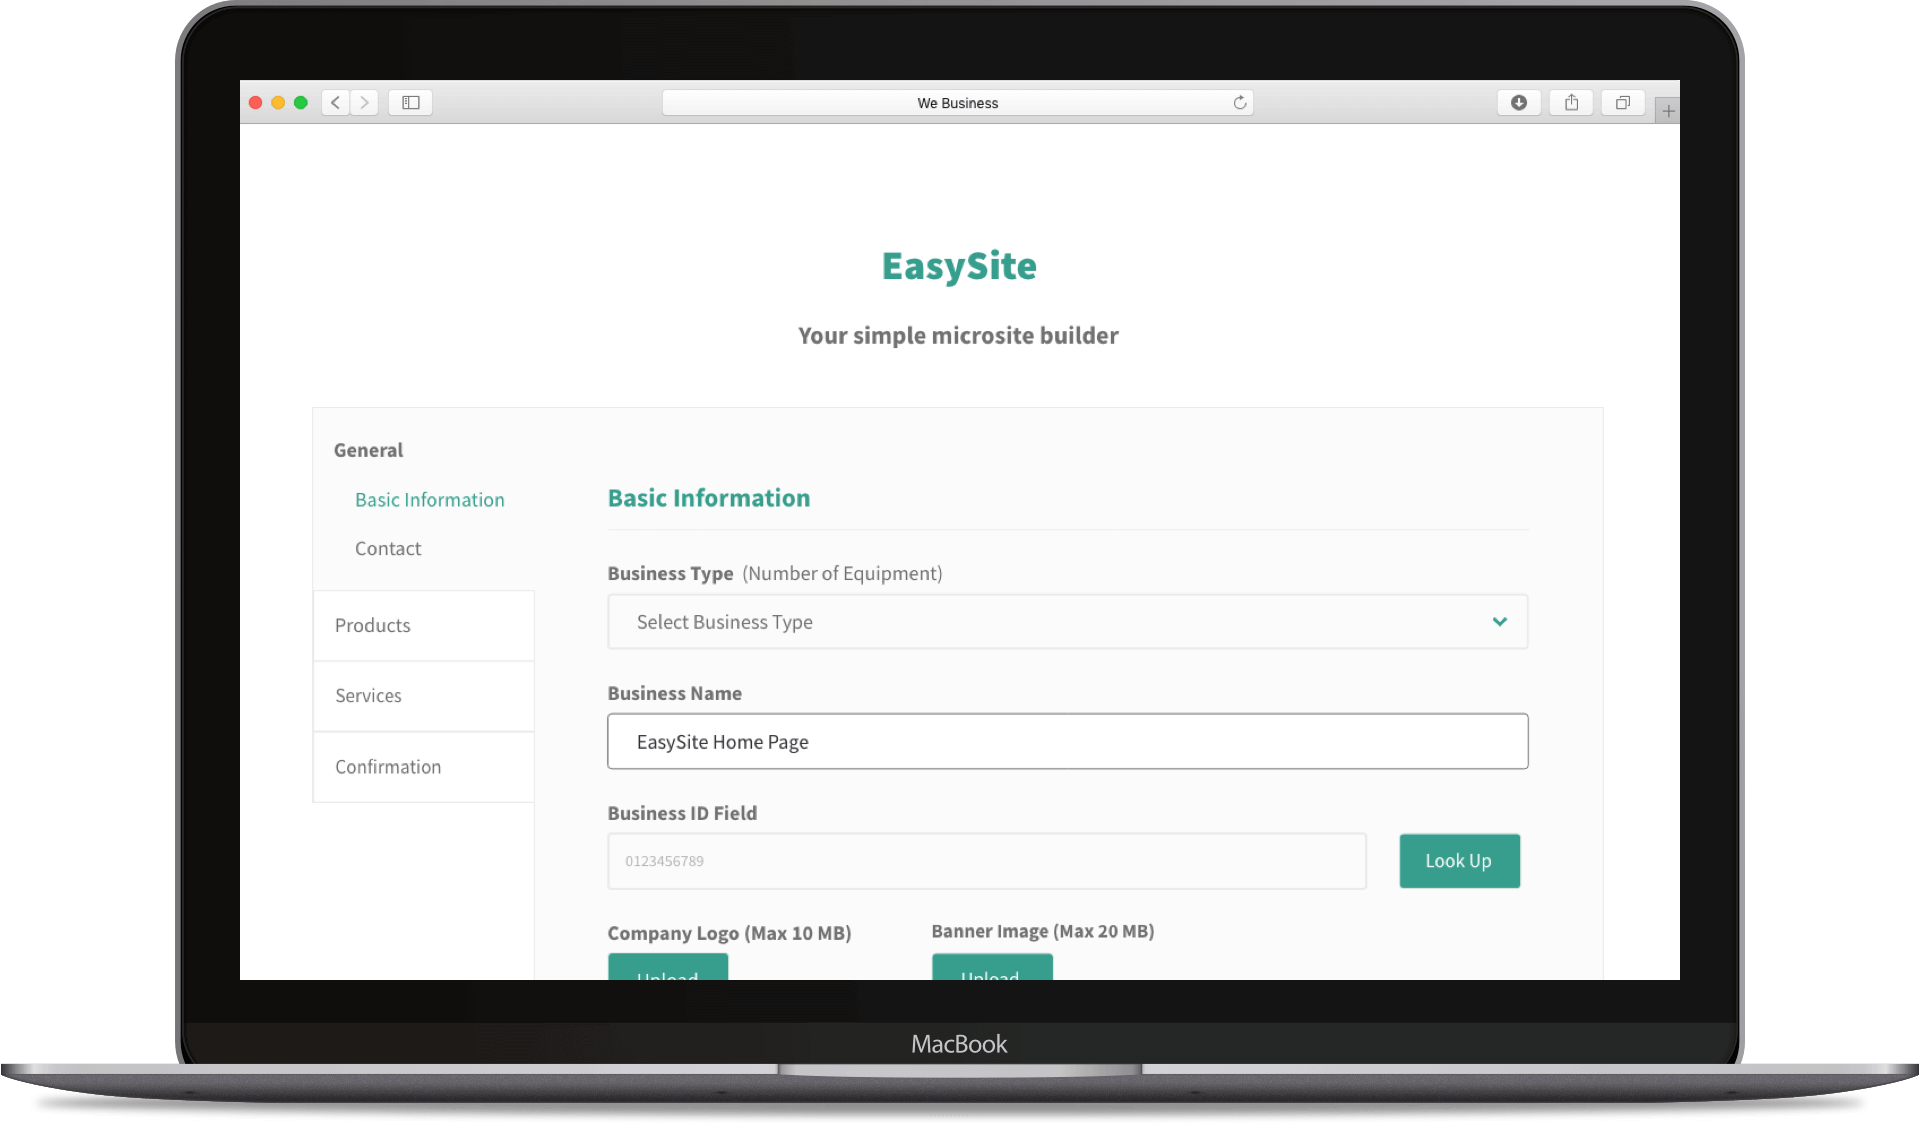 We Business
EasySite
Your simple microsite builder
General
Basic Information
Contact
Products
Services
Confirmation
Basic Information
Business Type (Number of Equipment)
Select Business Type
Business Name
EasySite Home Page
Business ID Field
0123456789
Look Up
Company Logo (Max 10 MB)
Banner Image (Max 20 MB)
Upload
Upload
MacBook